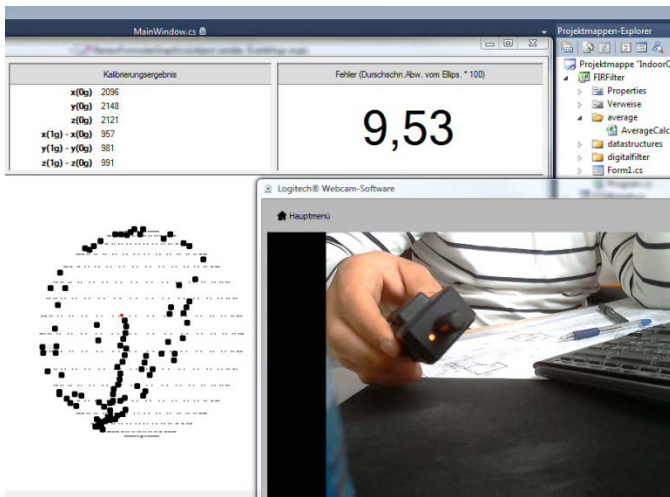 MainWindow.cs
Projektmappen-Explorer
Kalibrierungsergebnis
x(0g) 2096
y(0g) 2148
z(0g) 2121
x(1g) - x(0g) 957
y(1g) - y(0g) 981
z(1g) - z(0g) 991
Fehler (Durschschn.Abw. vom Ellips. * 100)
9,53
Projektmappe "IndoorC
FIRFilter
Properties
Verweise
average
AverageCalc
datastructures
digitalfilter
Form1.cs
Logitech® Webcam-Software
Hauptmenü